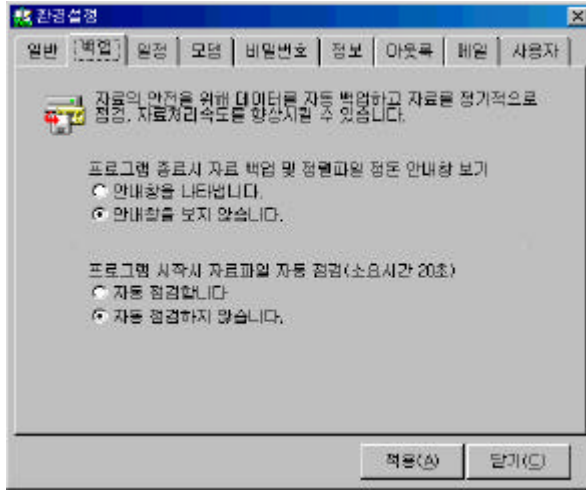 환경설정
일반 백업 일정 모뎀 비밀번호 정보 아웃룩 메일 사용자
자료의 안전을 위해 데이터를 자동 백업하고 자료를 정기적으로
점검, 자료처리속도를 향상시킬 수 있습니다.
프로그램 종료시 자료 백업 및 정렬파일 정돈 안내창 보기
안내창을 나타냅니다.
안내창을 보지 않습니다.
프로그램 시작시 자료파일 자동 점검(소요시간 20초)
자동 점검합니다
자동 점검하지 않습니다.
적용(A) 닫기(C)